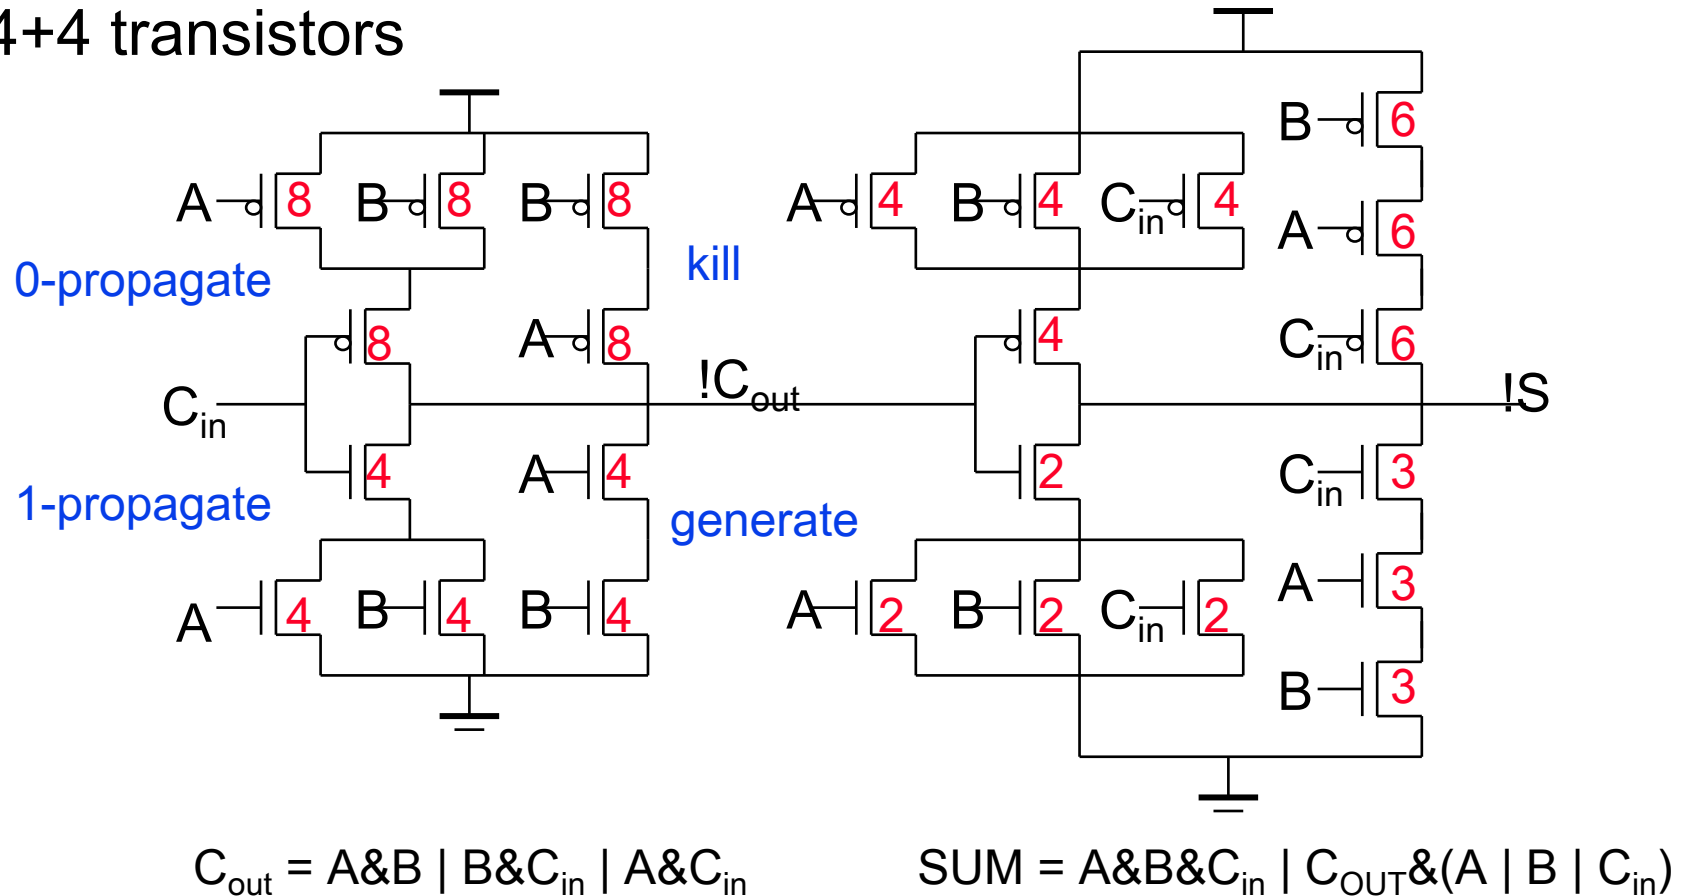 4+4 transistors
B 6
A 8 B 8 B 8 A 4 B 4 Cin 4
A 6
0-propagate kill
8 A 8 4 Cin 6
Cin !Cout !S
4 A 4 2 Cin 3
1-propagate generate
A 4 B 4 B 4 A 2 B 2 Cin 2 A 3
B 3
Cout = A&B | B&Cin | A&Cin
SUM = A&B&Cin | COUT&(A | B | Cin)